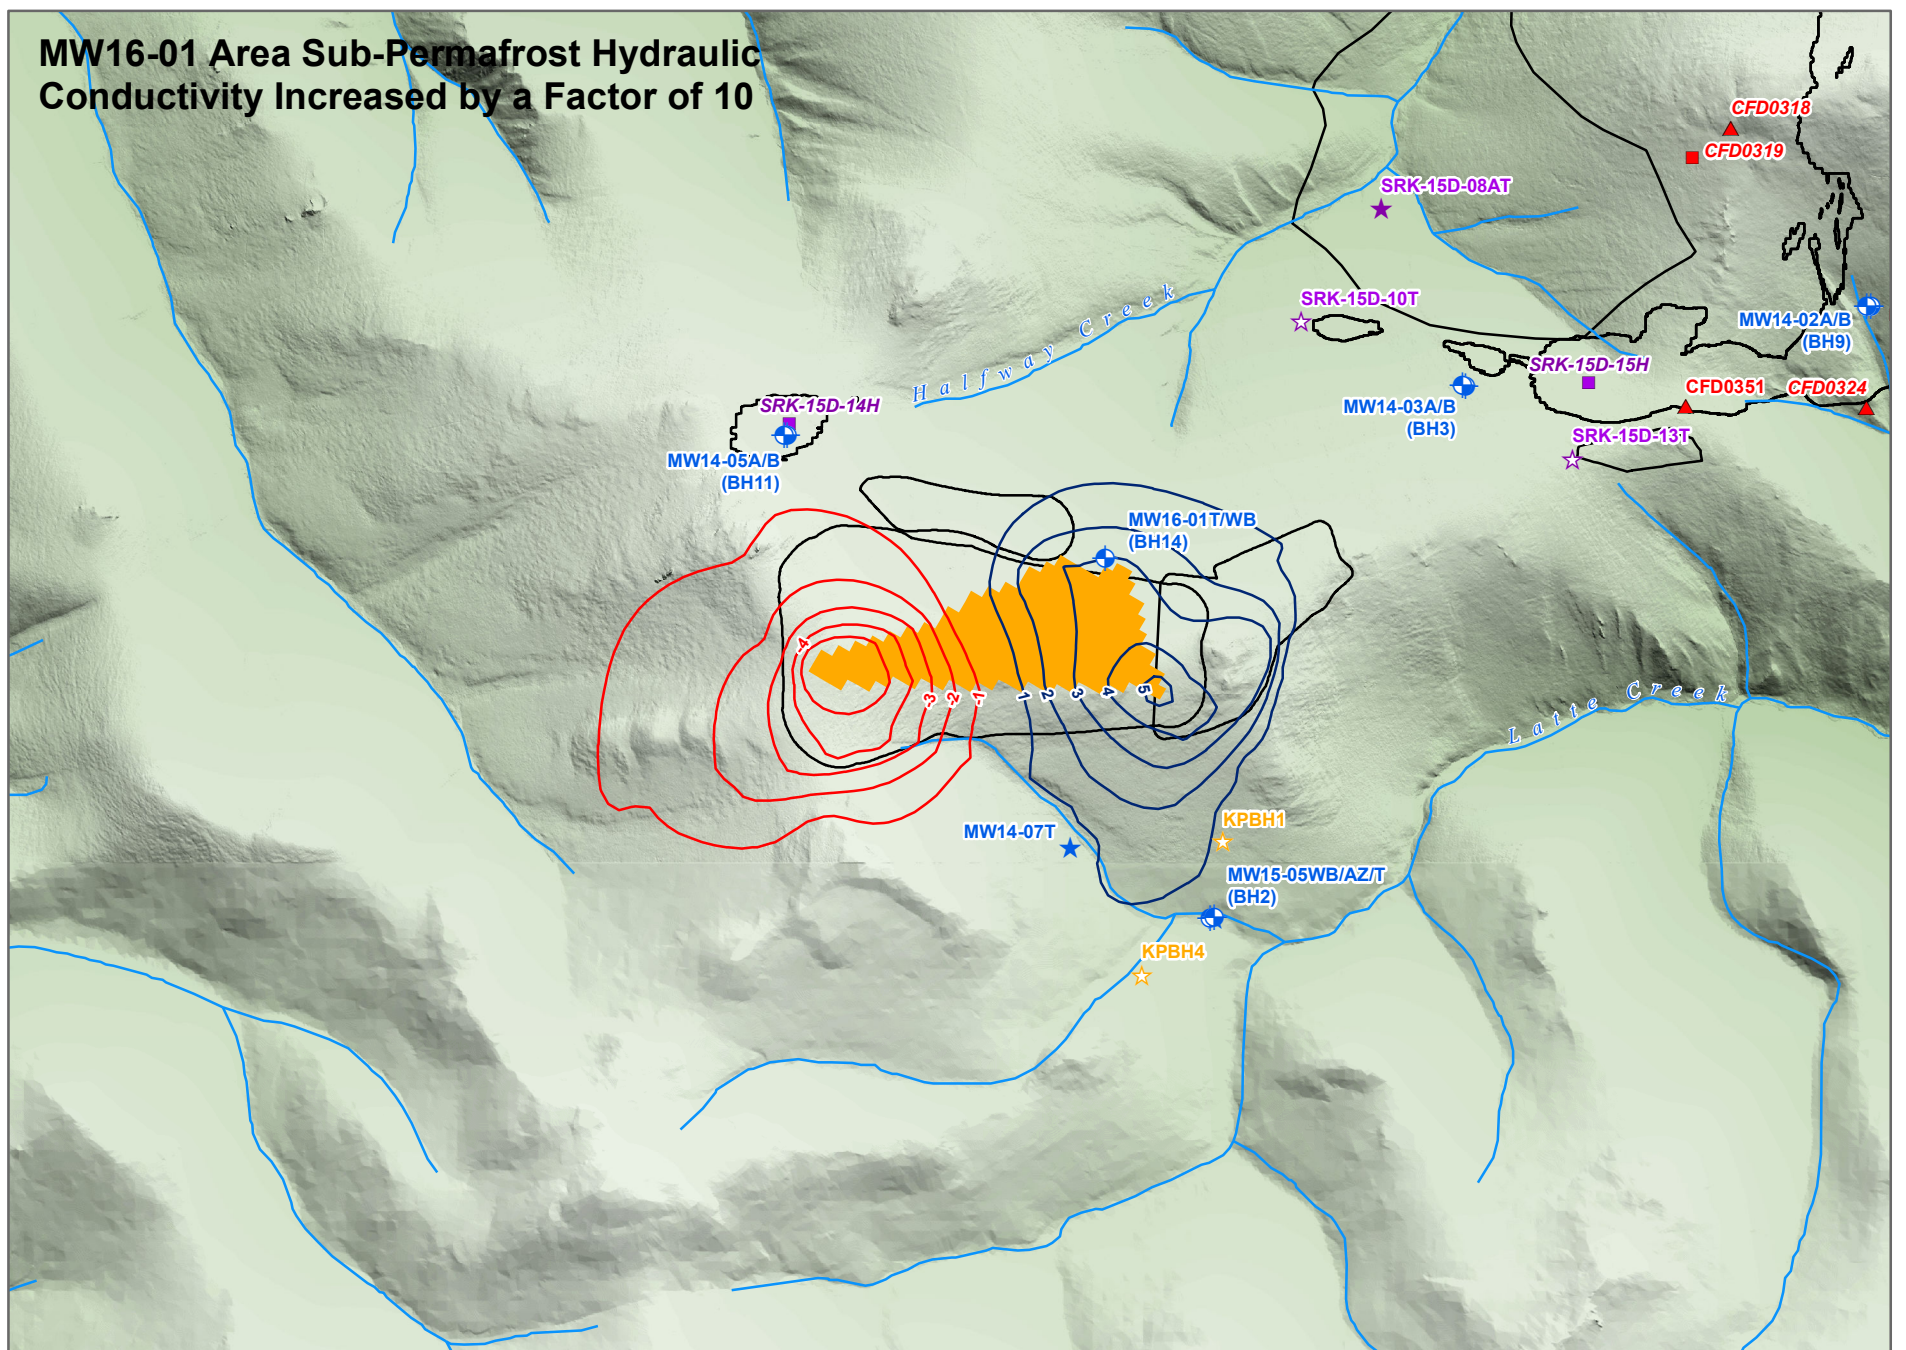 MW16-01 Area Sub-Permafrost Hydraulic
Conductivity Increased by a Factor of 10
CFD0318
CFD0319
SRK-15D-08AT
SRK-15D-10T
MW14-02A/B
(BH9)
Halfway Creek
SRK-15D-15H
CFD0351
CFD0324
MW14-03A/B
(BH3)
SRK-15D-14H
SRK-15D-13T
MW14-05A/B
(BH11)
MW16-01T/WB
(BH14)
-4
-3
-2
-1
1
2
3
4
5
Latte Creek
KPBH1
MW14-07T
MW15-05WB/AZ/T
(BH2)
KPBH4